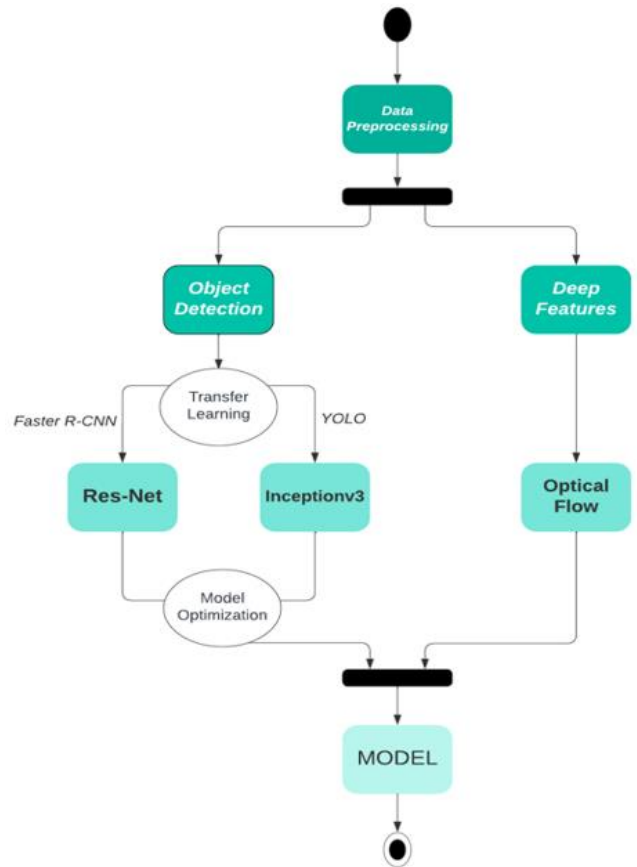 Data
Preprocessing
Object
Detection
Deep
Features
Transfer
Learning
Faster R-CNN
YOLO
Res-Net
Inceptionv3
Optical
Flow
Model
Optimization
MODEL